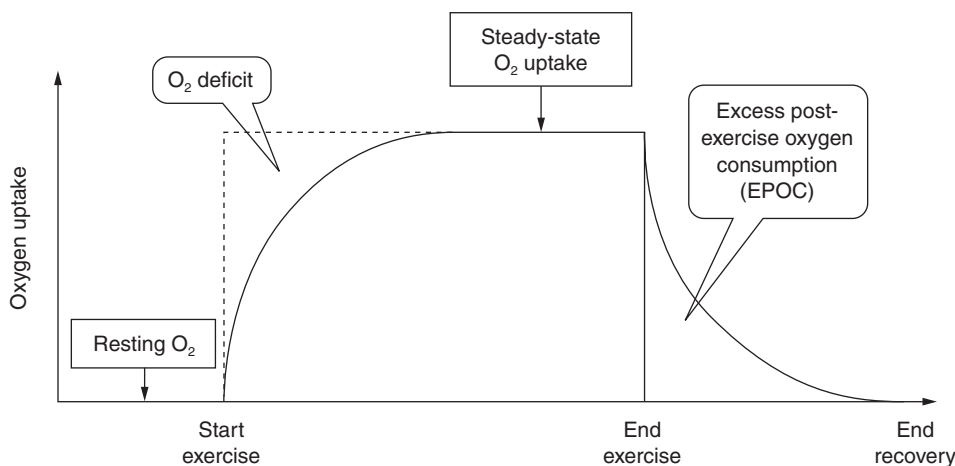 Steady-state
O₂ uptake
O₂ deficit
Excess post-
exercise oxygen
consumption
(EPOC)
Oxygen uptake
Resting O₂
Start
exercise
End
exercise
End
recovery